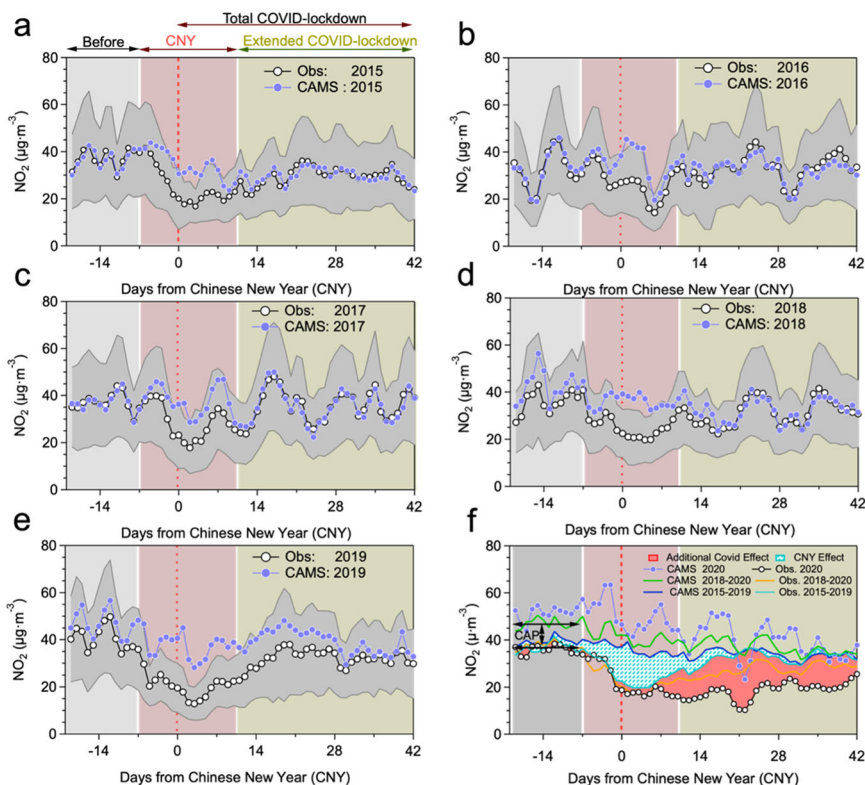 Total COVID-lockdown
a
Before
CNY
Extended COVID-lockdown
b
80
60
40
20
0
NO2 (µg·m-3)
Obs: 2015
CAMS : 2015
-14 0 14 28 42
Days from Chinese New Year (CNY)
80
60
40
20
0
NO2 (µg·m-3)
Obs: 2016
CAMS: 2016
-14 0 14 28 42
Days from Chinese New Year (CNY)
c
80
60
40
20
0
NO2 (µg·m-3)
Obs: 2017
CAMS: 2017
-14 0 14 28 42
Days from Chinese New Year (CNY)
d
80
60
40
20
0
NO2 (µg·m-3)
Obs: 2018
CAMS: 2018
-14 0 14 28 42
Days from Chinese New Year (CNY)
e
80
60
40
20
0
NO2 (µg·m-3)
Obs: 2019
CAMS: 2019
-14 0 14 28 42
Days from Chinese New Year (CNY)
f
80
60
40
20
0
NO2 (µg·m-3)
Additional Covid Effect CNY Effect
CAMS 2020 Obs. 2020
CAMS 2018-2020 Obs. 2018-2020
CAMS 2015-2019 Obs. 2015-2019
CAP
-14 0 14 28 42
Days from Chinese New Year (CNY)